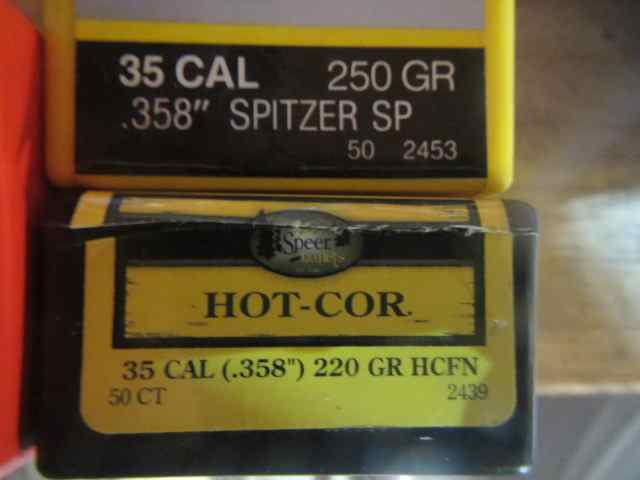 35 CAL 250 GR
.358" SPITZER SP
50 2453
Speer
HOT-COR
35 CAL (.358") 220 GR HCFN
50 CT 2439